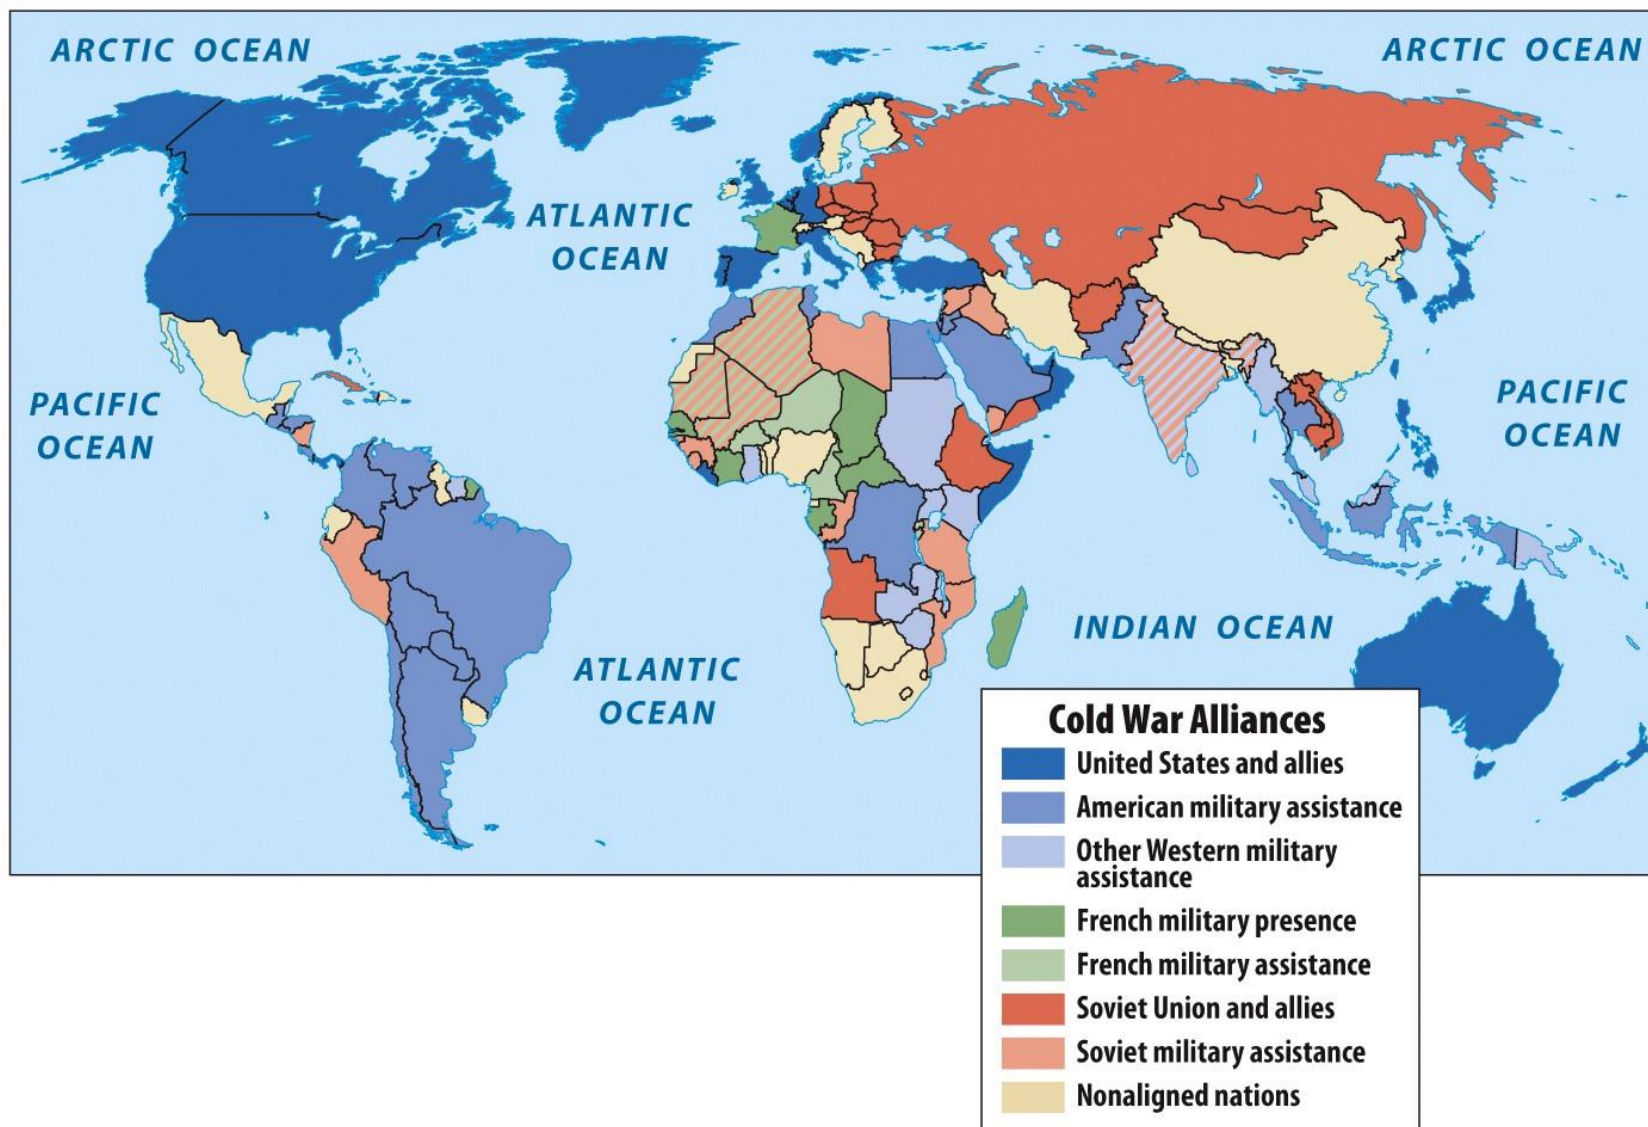 ARCTIC OCEAN
ARCTIC OCEAN
ATLANTIC
OCEAN
PACIFIC
OCEAN
PACIFIC
OCEAN
INDIAN OCEAN
ATLANTIC
OCEAN
Cold War Alliances
United States and allies
American military assistance
Other Western military
assistance
French military presence
French military assistance
Soviet Union and allies
Soviet military assistance
Nonaligned nations